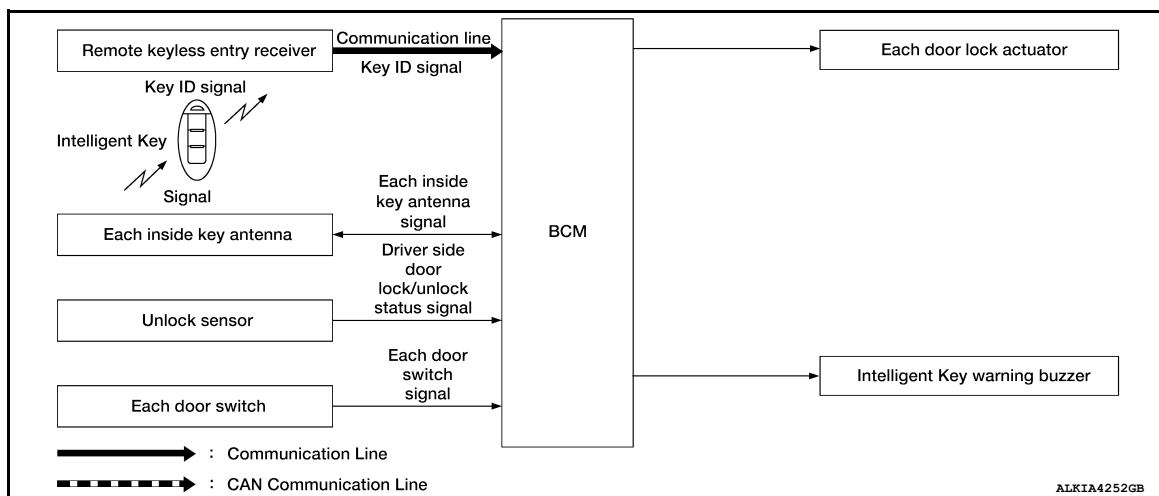 Remote keyless entry receiver
Communication line
Key ID signal
Each door lock actuator
Key ID signal
Intelligent Key
Signal
Each inside key antenna
Each inside
key antenna
signal
BCM
Driver side
door
lock/unlock
status signal
Unlock sensor
Each door
switch
signal
Each door switch
Intelligent Key warning buzzer
: Communication Line
: CAN Communication Line
ALKIA4252GB